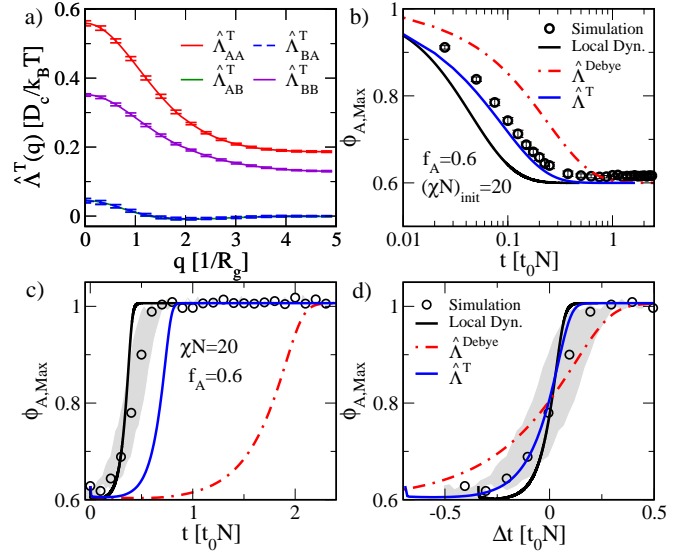 a)
0.6
0.4
0.2
0
Λ̂ᵀ(q) [D_c/k_BT]
Λ̂ᵀ_AA
Λ̂ᵀ_BA
Λ̂ᵀ_AB
Λ̂ᵀ_BB
0 1 2 3 4 5
q [1/R_g]
b)
1
0.8
0.6
ϕ_A,Max
Simulation
Local Dyn.
Λ̂^Debye
Λ̂ᵀ
f_A=0.6
(χN)_init=20
0.01 0.1 1
t [t₀N]
c)
1
0.8
0.6
ϕ_A,Max
χN=20
f_A=0.6
0 1 2
t [t₀N]
d)
1
0.8
0.6
ϕ_A,Max
Simulation
Local Dyn.
Λ̂^Debye
Λ̂ᵀ
-0.5 0 0.5
Δt [t₀N]